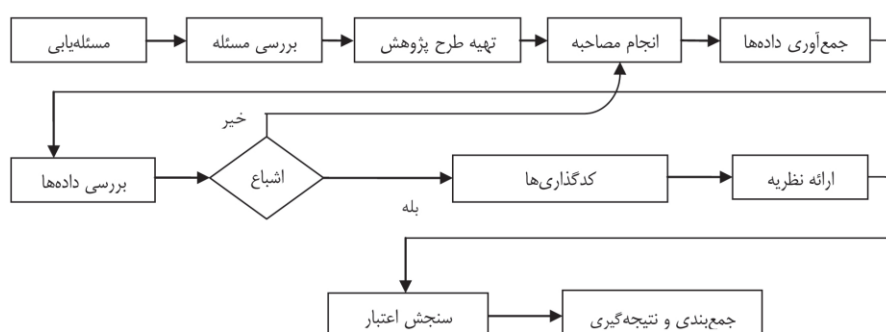 مسئله‌یابی
بررسی مسئله
تهیه طرح پژوهش
انجام مصاحبه
جمع‌آوری داده‌ها
خیر
بررسی داده‌ها
اشباع
بله
کدگذاری‌ها
ارائه نظریه
سنجش اعتبار
جمع‌بندی و نتیجه‌گیری